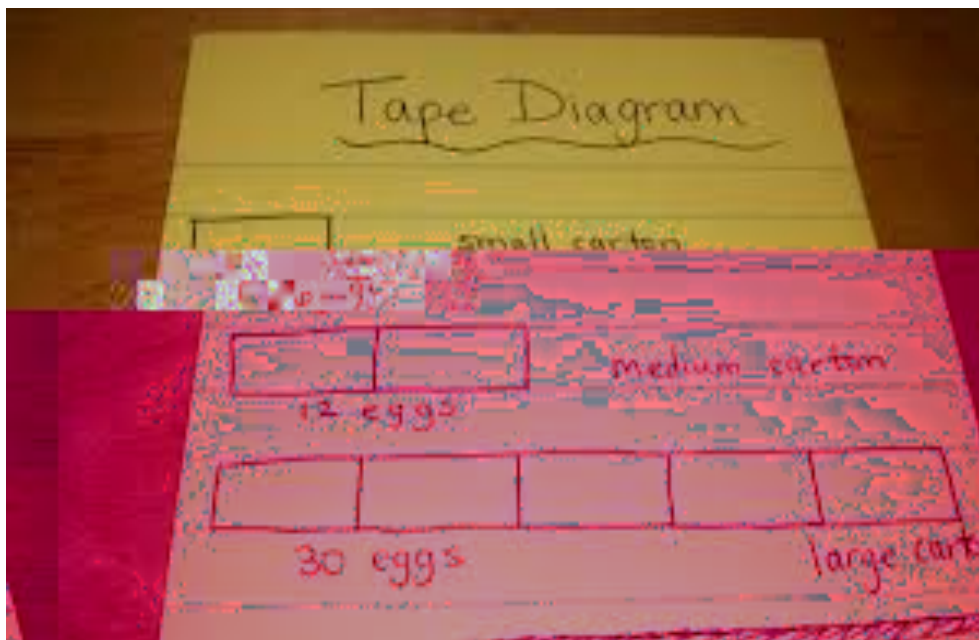 Tape Diagram
small carton
medium carton
12 eggs
30 eggs
large cart